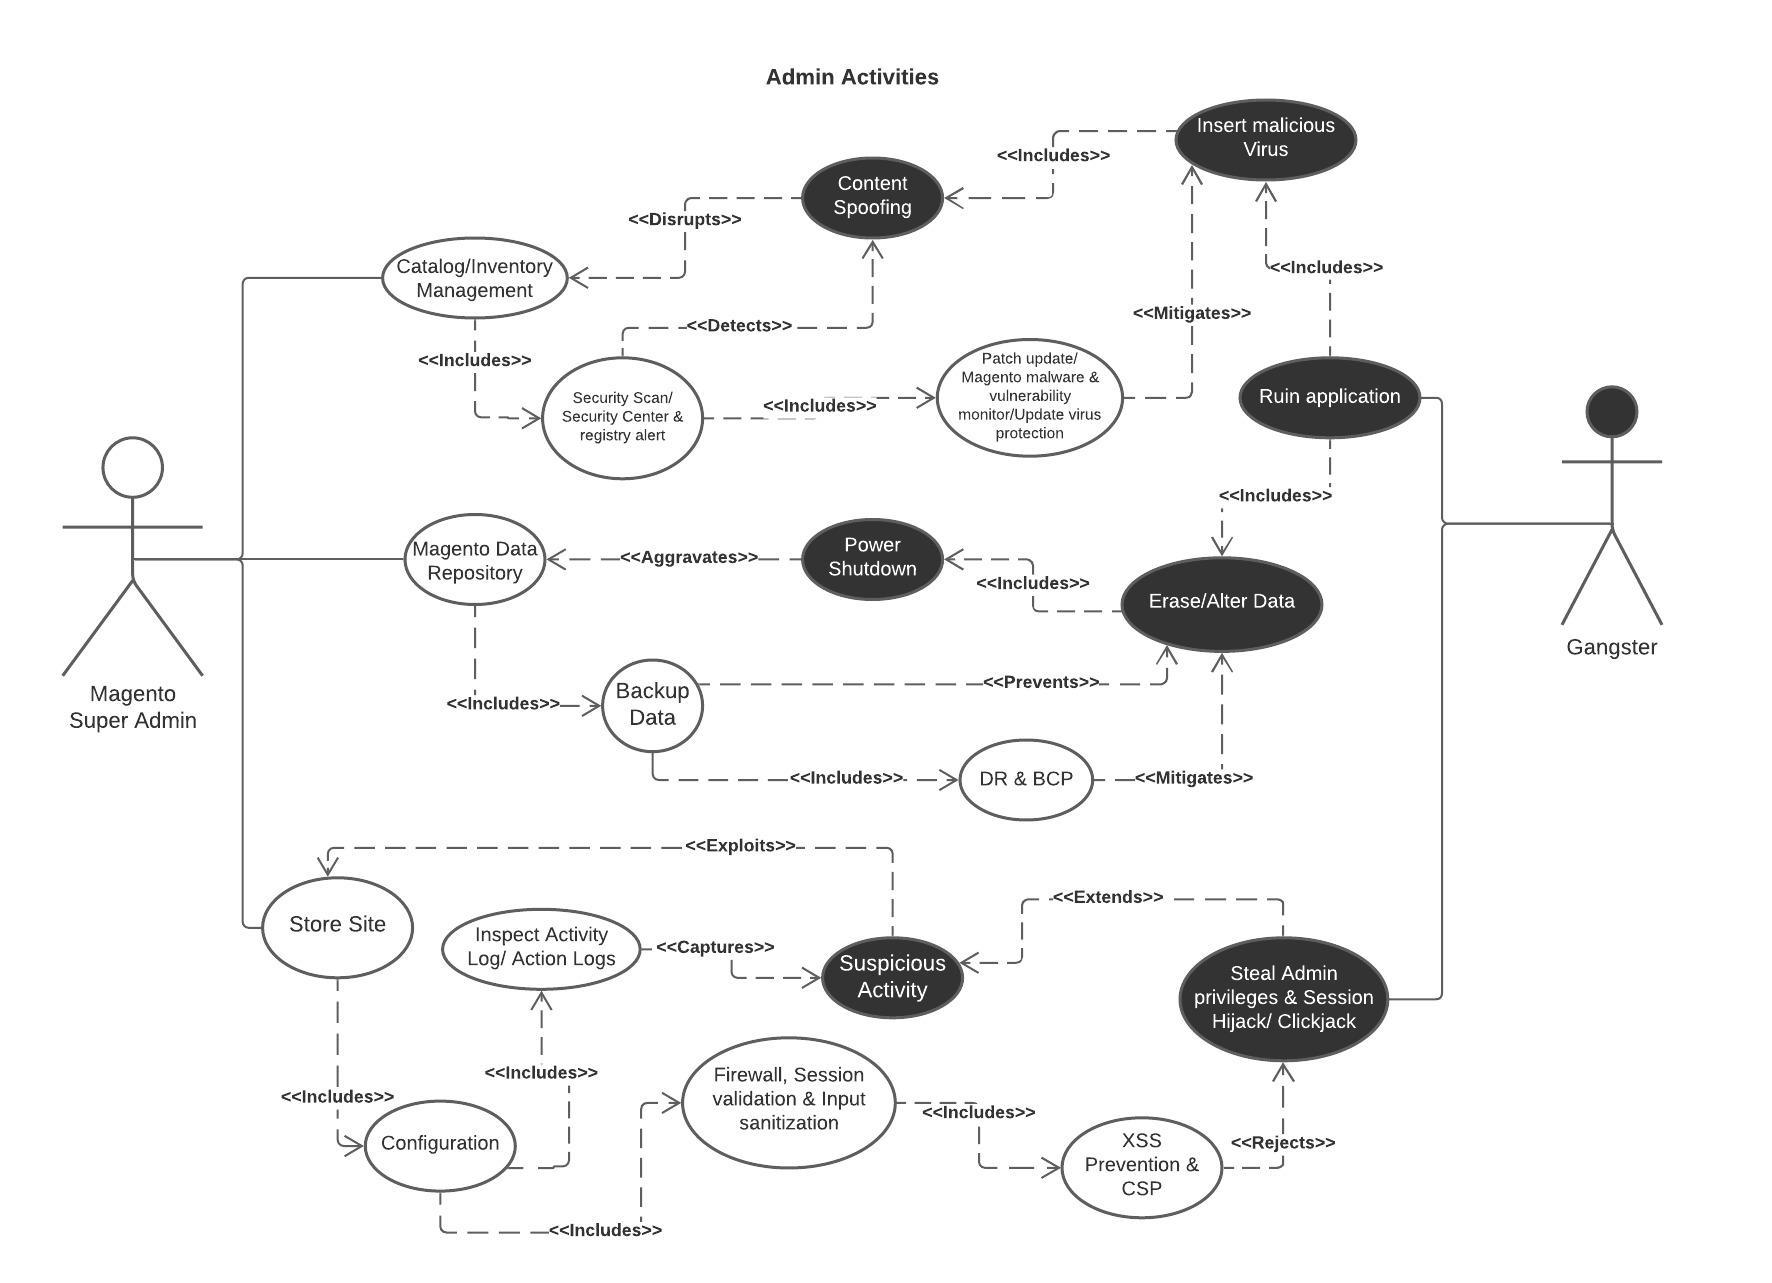 Admin Activities
Insert malicious
Virus
<<Includes>>
Content
Spoofing
<<Disrupts>>
Catalog/Inventory
Management
<<Includes>>
<<Mitigates>>
<<Detects>>
<<Includes>>
Patch update/
Magento malware &
vulnerability
monitor/Update virus
protection
Security Scan/
Security Center &
registry alert
<<Includes>>
Ruin application
<<Includes>>
Magento Data
Repository
<<Aggravates>>
Power
Shutdown
<<Includes>>
Erase/Alter Data
Gangster
Magento
Super Admin
<<Includes>>
Backup
Data
<<Prevents>>
<<Includes>>
DR & BCP
<<Mitigates>>
<<Exploits>>
Store Site
Inspect Activity
Log/ Action Logs
<<Captures>>
Suspicious
Activity
<<Extends>>
Steal Admin
privileges & Session
Hijack/ Clickjack
<<Includes>>
<<Includes>>
Configuration
Firewall, Session
validation & Input
sanitization
<<Includes>>
XSS
Prevention &
CSP
<<Rejects>>
<<Includes>>